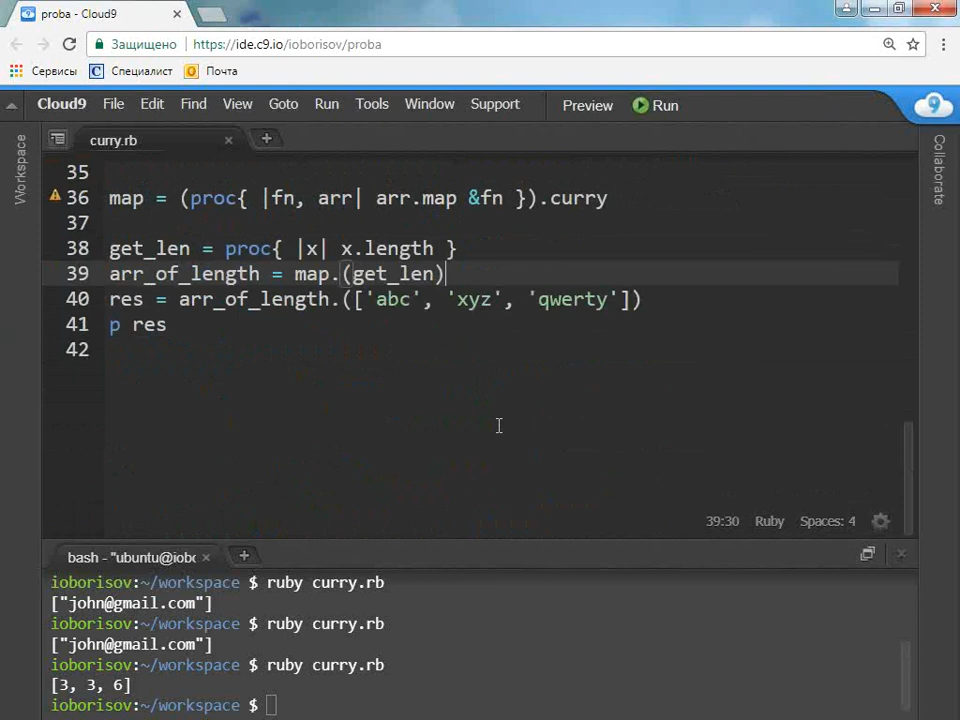 proba - Cloud9
Защищено
https://ide.c9.io/ioborisov/proba
Сервисы
Специалист
Почта
Cloud9 File Edit Find View Goto Run Tools Window Support Preview Run
Workspace
Collaborate
curry.rb
35
36 map = (proc{ |fn, arr| arr.map &fn }).curry
37
38 get_len = proc{ |x| x.length }
39 arr_of_length = map.(get_len)
40 res = arr_of_length.(['abc', 'xyz', 'qwerty'])
41 p res
42
39:30 Ruby Spaces: 4
bash - "ubuntu@iobc
ioborisov:~/workspace $ ruby curry.rb
["john@gmail.com"]
ioborisov:~/workspace $ ruby curry.rb
["john@gmail.com"]
ioborisov:~/workspace $ ruby curry.rb
[3, 3, 6]
ioborisov:~/workspace $